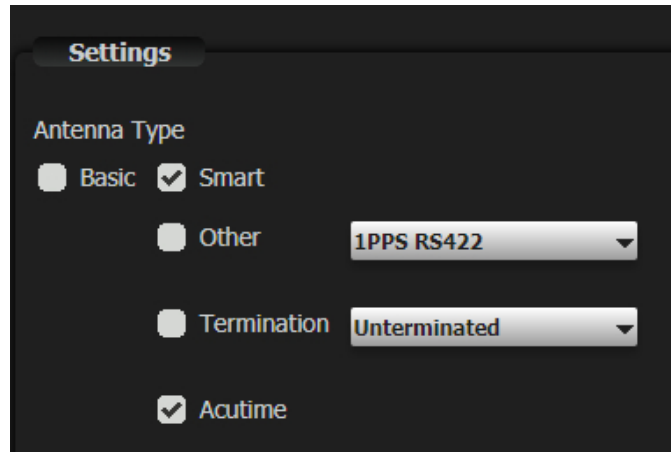 Settings
Antenna Type
Basic Smart
Other 1PPS RS422
Termination Unterminated
Acutime